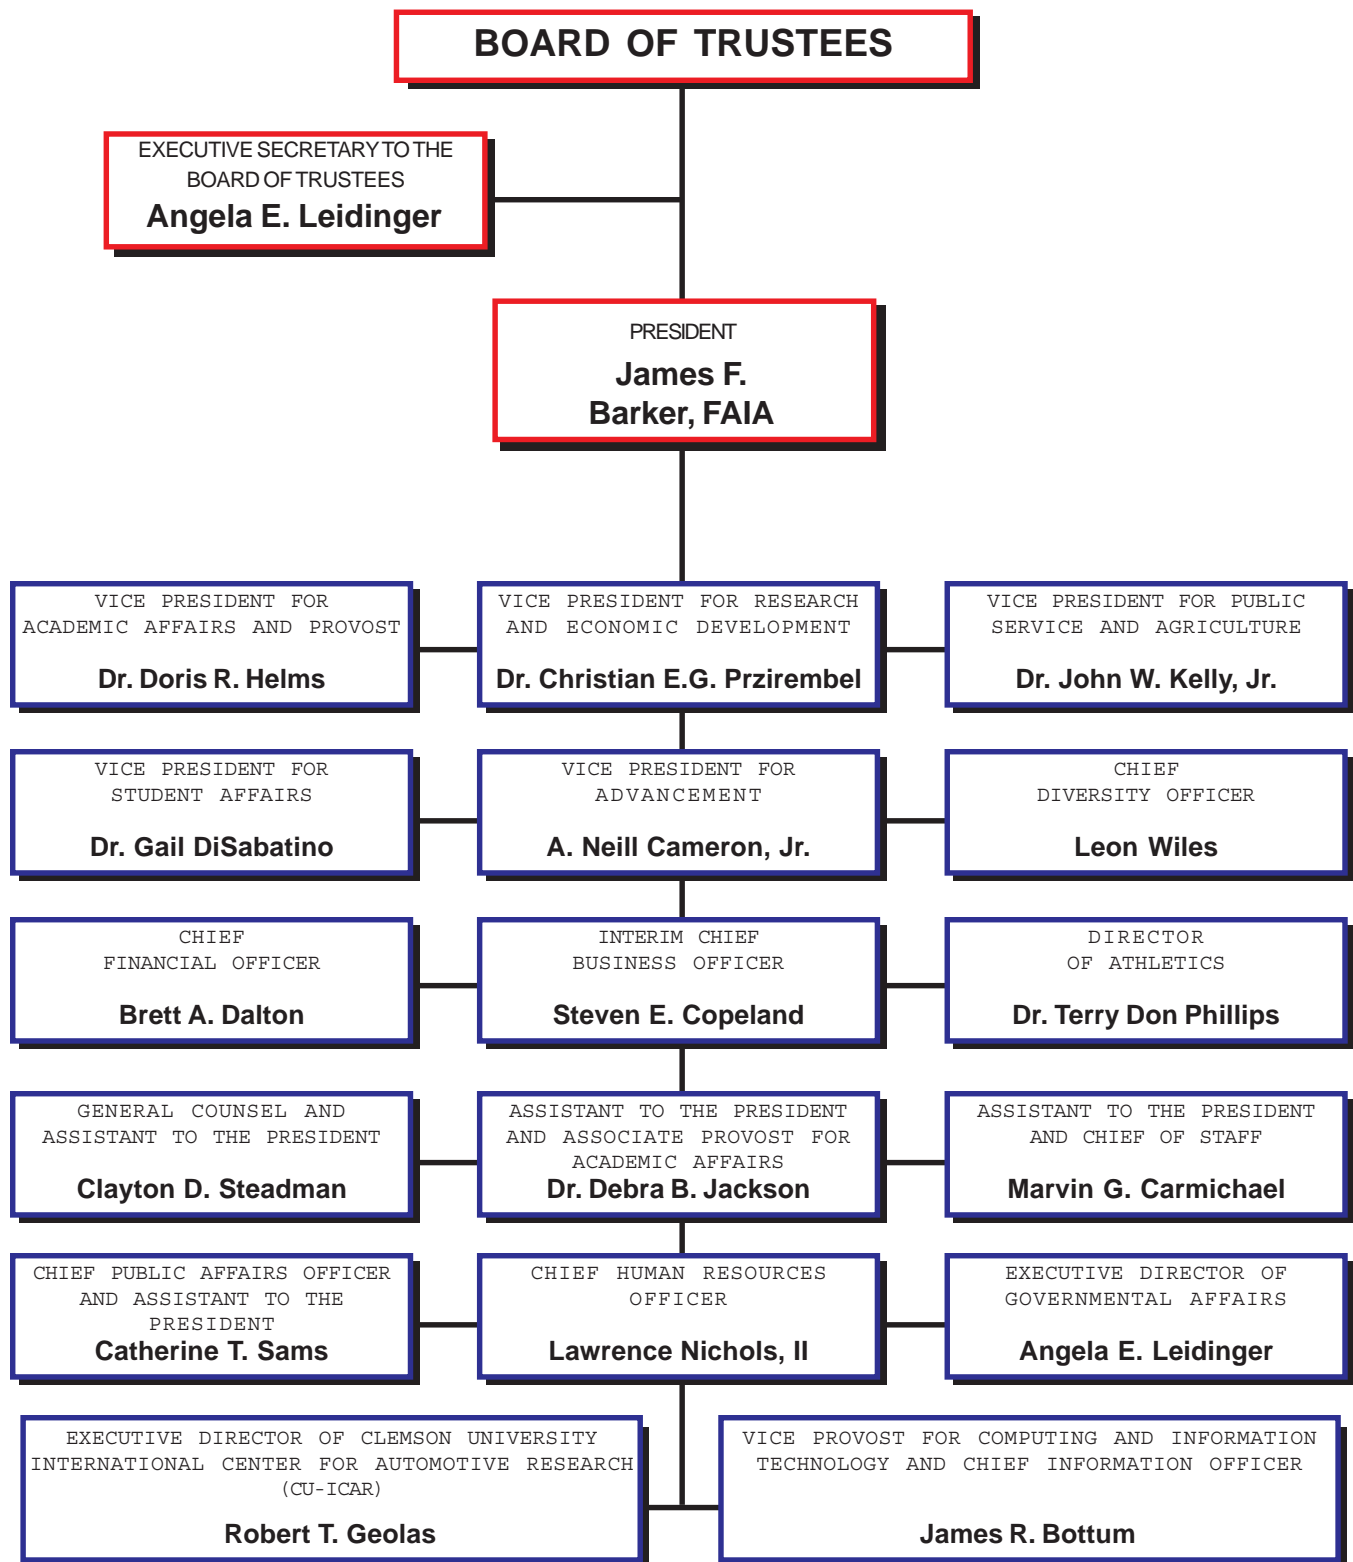 BOARD OF TRUSTEES
EXECUTIVE SECRETARY TO THE
BOARD OF TRUSTEES
Angela E. Leidinger
PRESIDENT
James F.
Barker, FAIA
VICE PRESIDENT FOR
ACADEMIC AFFAIRS AND PROVOST
Dr. Doris R. Helms
VICE PRESIDENT FOR RESEARCH
AND ECONOMIC DEVELOPMENT
Dr. Christian E.G. Przirembel
VICE PRESIDENT FOR PUBLIC
SERVICE AND AGRICULTURE
Dr. John W. Kelly, Jr.
VICE PRESIDENT FOR
STUDENT AFFAIRS
Dr. Gail DiSabatino
VICE PRESIDENT FOR
ADVANCEMENT
A. Neill Cameron, Jr.
CHIEF
DIVERSITY OFFICER
Leon Wiles
CHIEF
FINANCIAL OFFICER
Brett A. Dalton
INTERIM CHIEF
BUSINESS OFFICER
Steven E. Copeland
DIRECTOR
OF ATHLETICS
Dr. Terry Don Phillips
GENERAL COUNSEL AND
ASSISTANT TO THE PRESIDENT
Clayton D. Steadman
ASSISTANT TO THE PRESIDENT
AND ASSOCIATE PROVOST FOR
ACADEMIC AFFAIRS
Dr. Debra B. Jackson
ASSISTANT TO THE PRESIDENT
AND CHIEF OF STAFF
Marvin G. Carmichael
CHIEF PUBLIC AFFAIRS OFFICER
AND ASSISTANT TO THE
PRESIDENT
Catherine T. Sams
CHIEF HUMAN RESOURCES
OFFICER
Lawrence Nichols, II
EXECUTIVE DIRECTOR OF
GOVERNMENTAL AFFAIRS
Angela E. Leidinger
EXECUTIVE DIRECTOR OF CLEMSON UNIVERSITY
INTERNATIONAL CENTER FOR AUTOMOTIVE RESEARCH
(CU-ICAR)
Robert T. Geolas
VICE PROVOST FOR COMPUTING AND INFORMATION
TECHNOLOGY AND CHIEF INFORMATION OFFICER
James R. Bottum